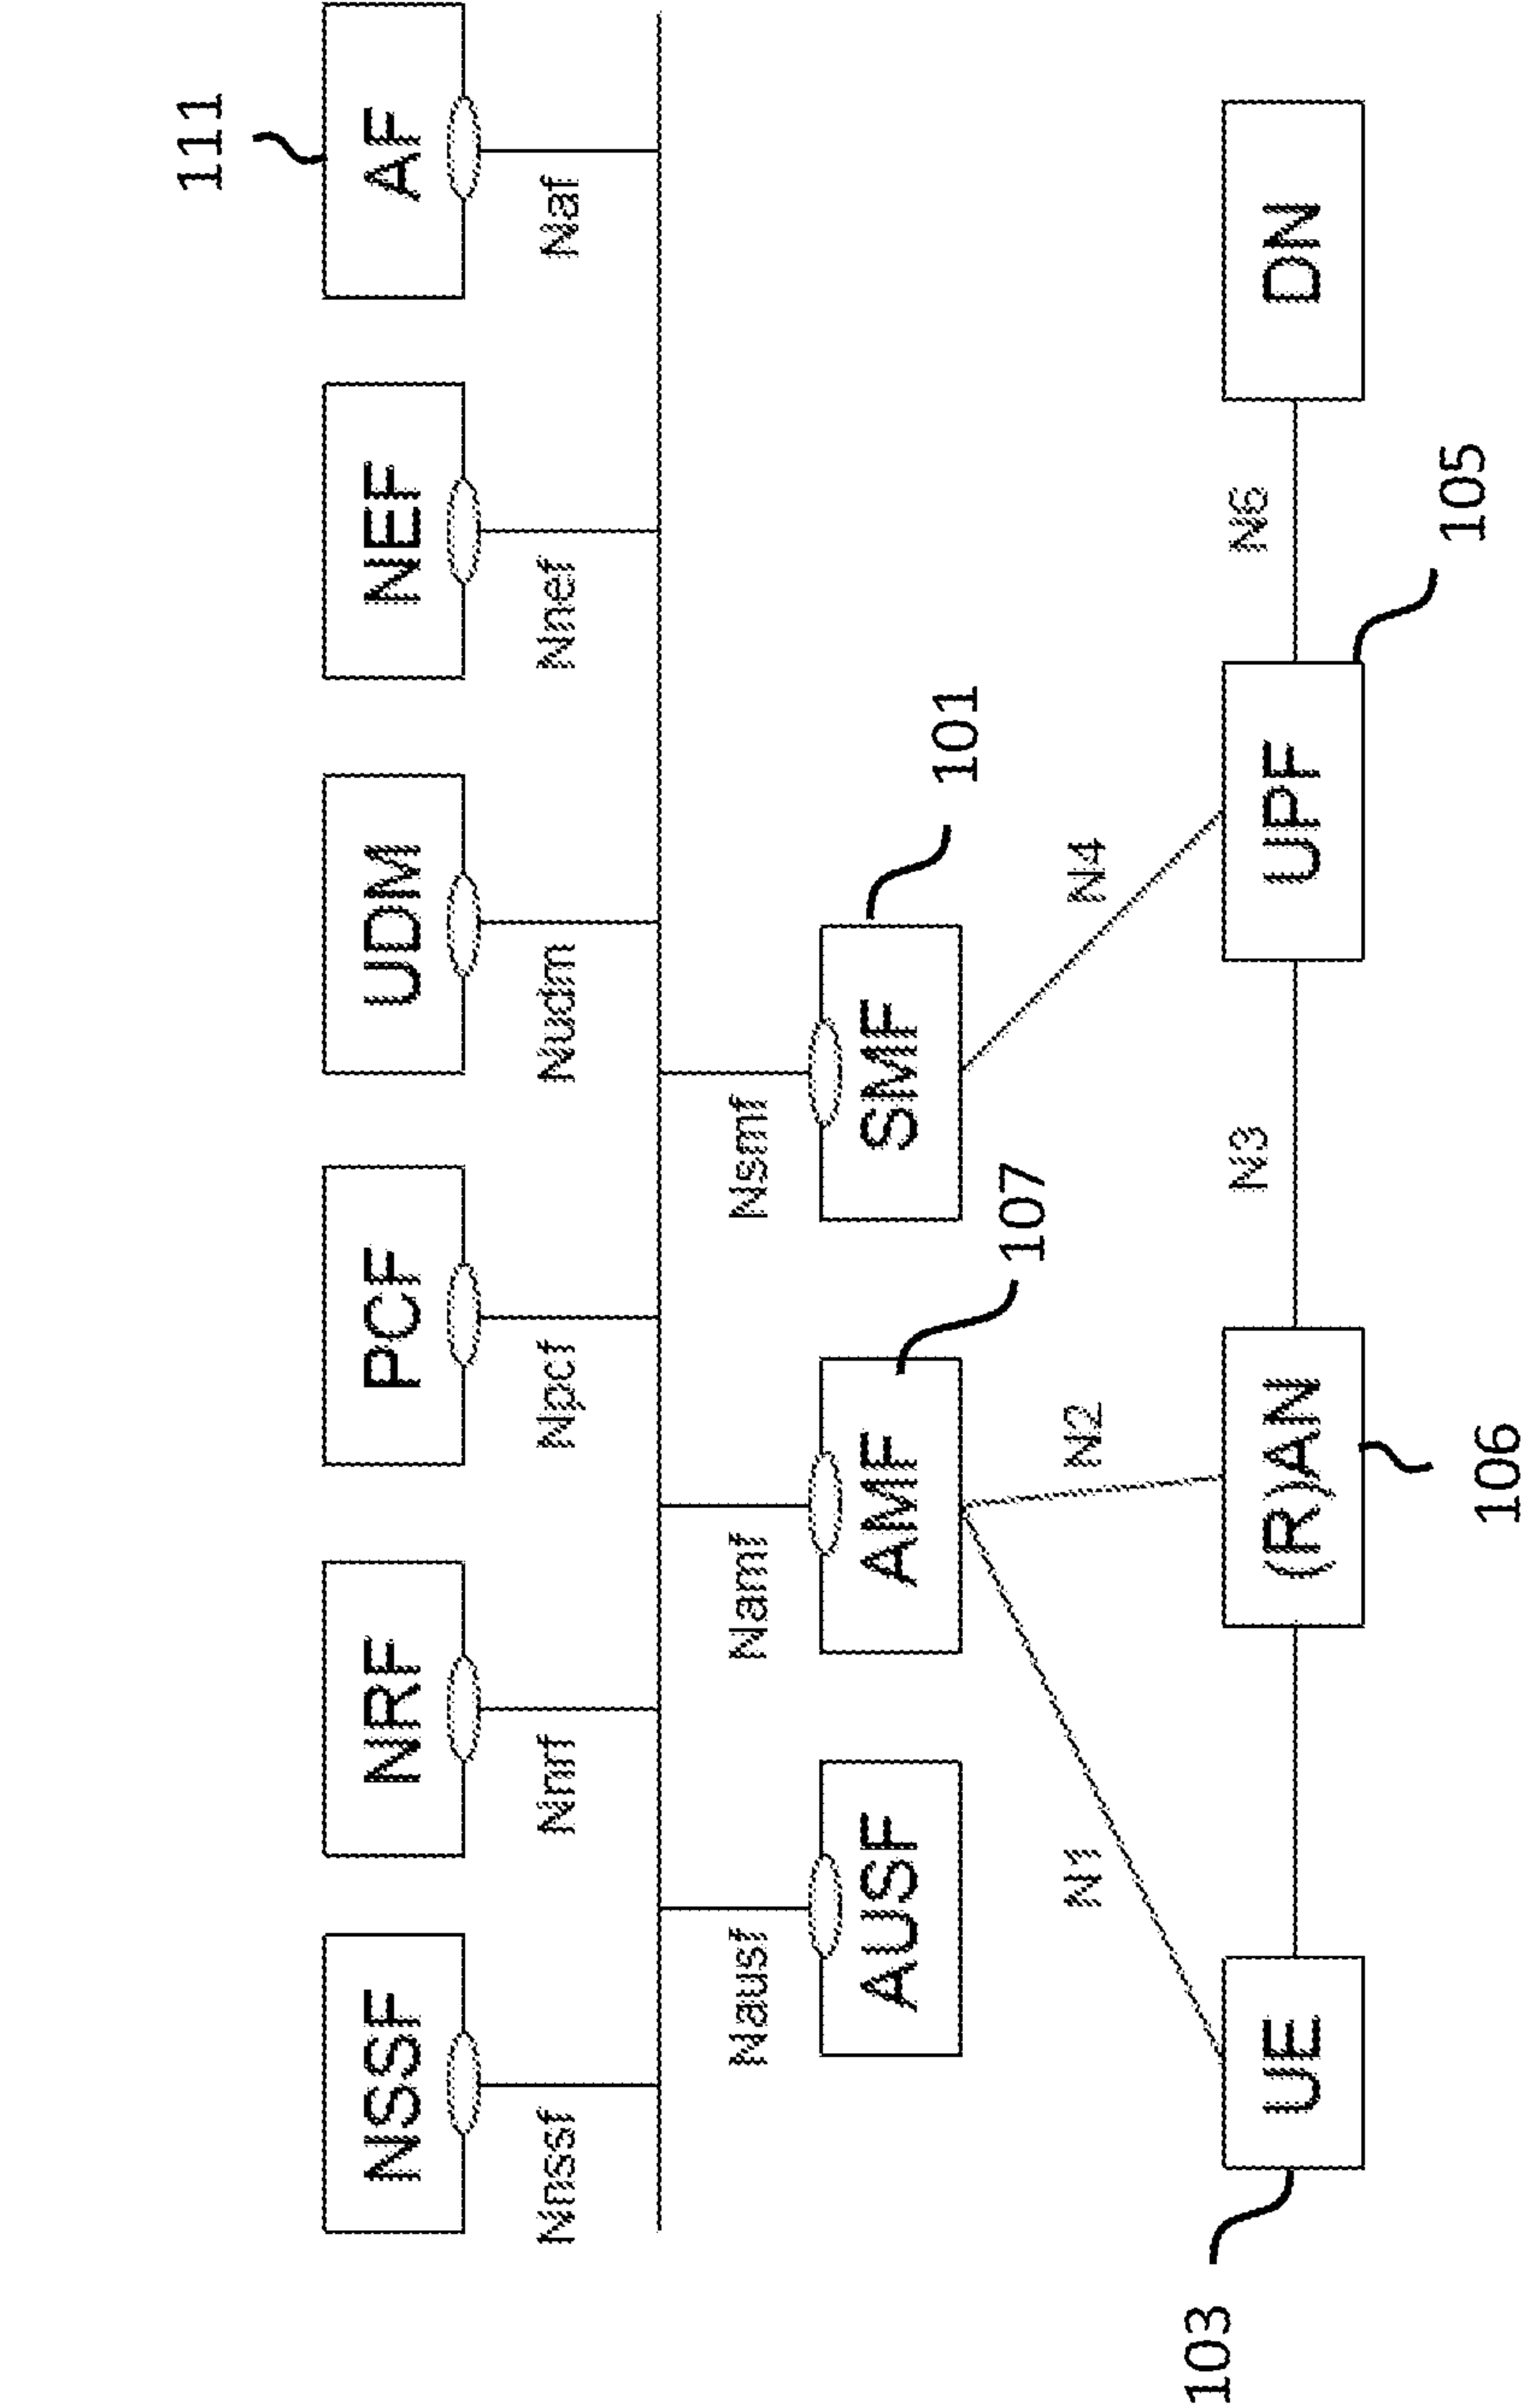 111
NSSF
NRF
PCF
UDM
NEF
AF
Nnssf
Nnrf
Npcf
Nudm
Nnef
Naf
Nausf
Namf
Nsmf
101
AUSF
AMF
SMF
107
N1
N2
N4
103
UE
(R)AN
N3
UPF
N6
DN
106
105